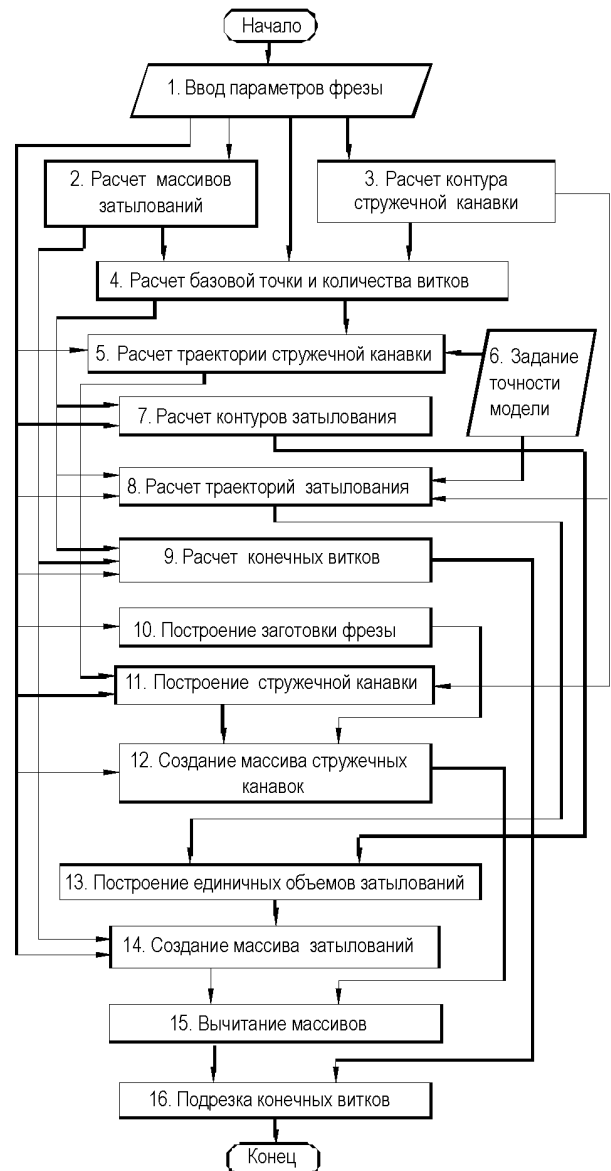 Начало
1. Ввод параметров фрезы
2. Расчет массивов
затылований
3. Расчет контура
стружечной канавки
4. Расчет базовой точки и количества витков
5. Расчет траектории стружечной канавки
6. Задание
точности
модели
7. Расчет контуров затылования
8. Расчет траекторий затылования
9. Расчет конечных витков
10. Построение заготовки фрезы
11. Построение стружечной канавки
12. Создание массива стружечных
канавок
13. Построение единичных объемов затылований
14. Создание массива затылований
15. Вычитание массивов
16. Подрезка конечных витков
Конец